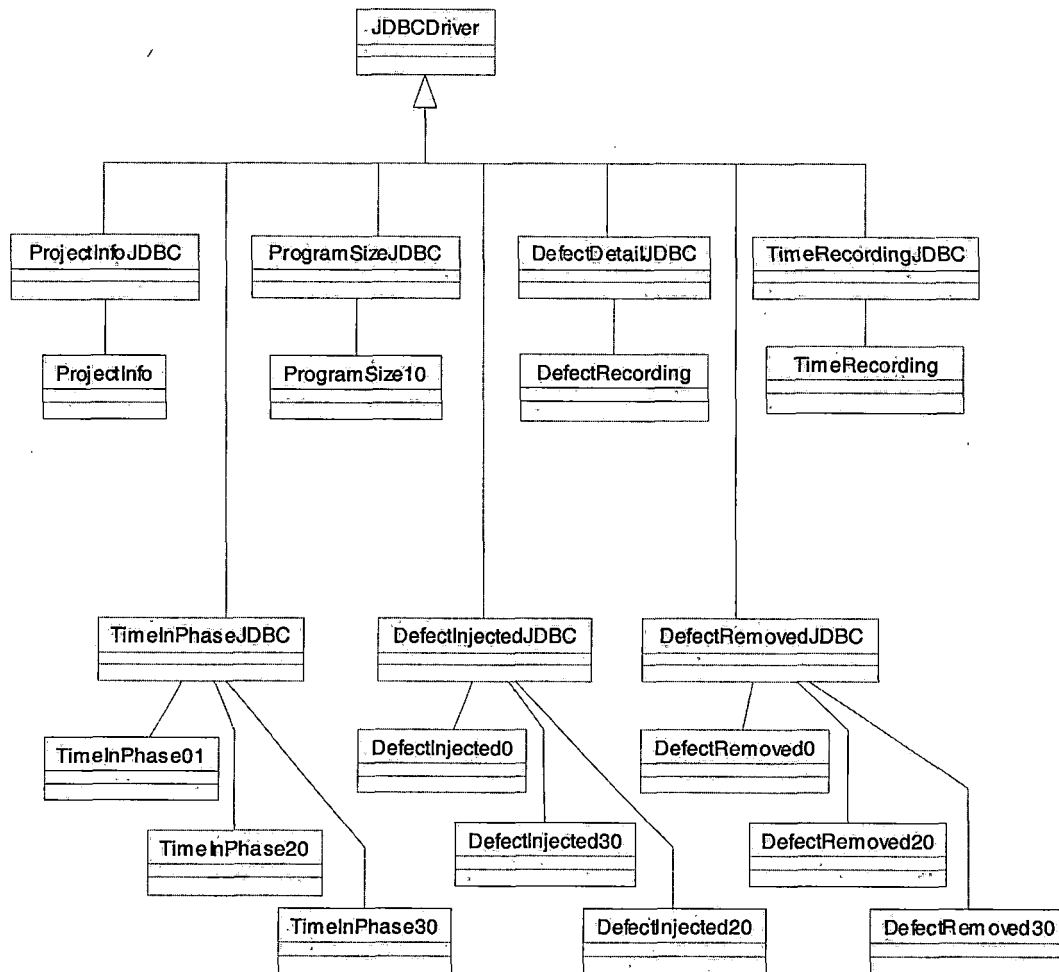 JDBCDriver
ProjectInfoJDBC
ProgramSizeJDBC
DefectDetailJDBC
TimeRecordingJDBC
ProjectInfo
ProgramSize10
DefectRecording
TimeRecording
TimeInPhaseJDBC
DefectInjectedJDBC
DefectRemovedJDBC
TimeInPhase01
DefectInjected0
DefectRemoved0
TimeInPhase20
DefectInjected30
DefectRemoved20
TimeInPhase30
DefectInjected20
DefectRemoved30